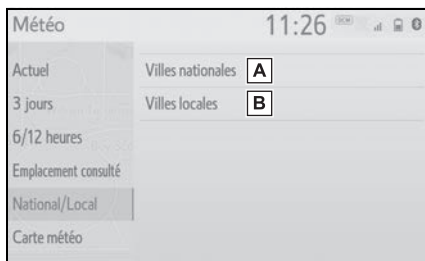 Météo 11:26
Actuel
3 jours
6/12 heures
Emplacement consulté
National/Local
Carte météo
Villes nationales A
Villes locales B